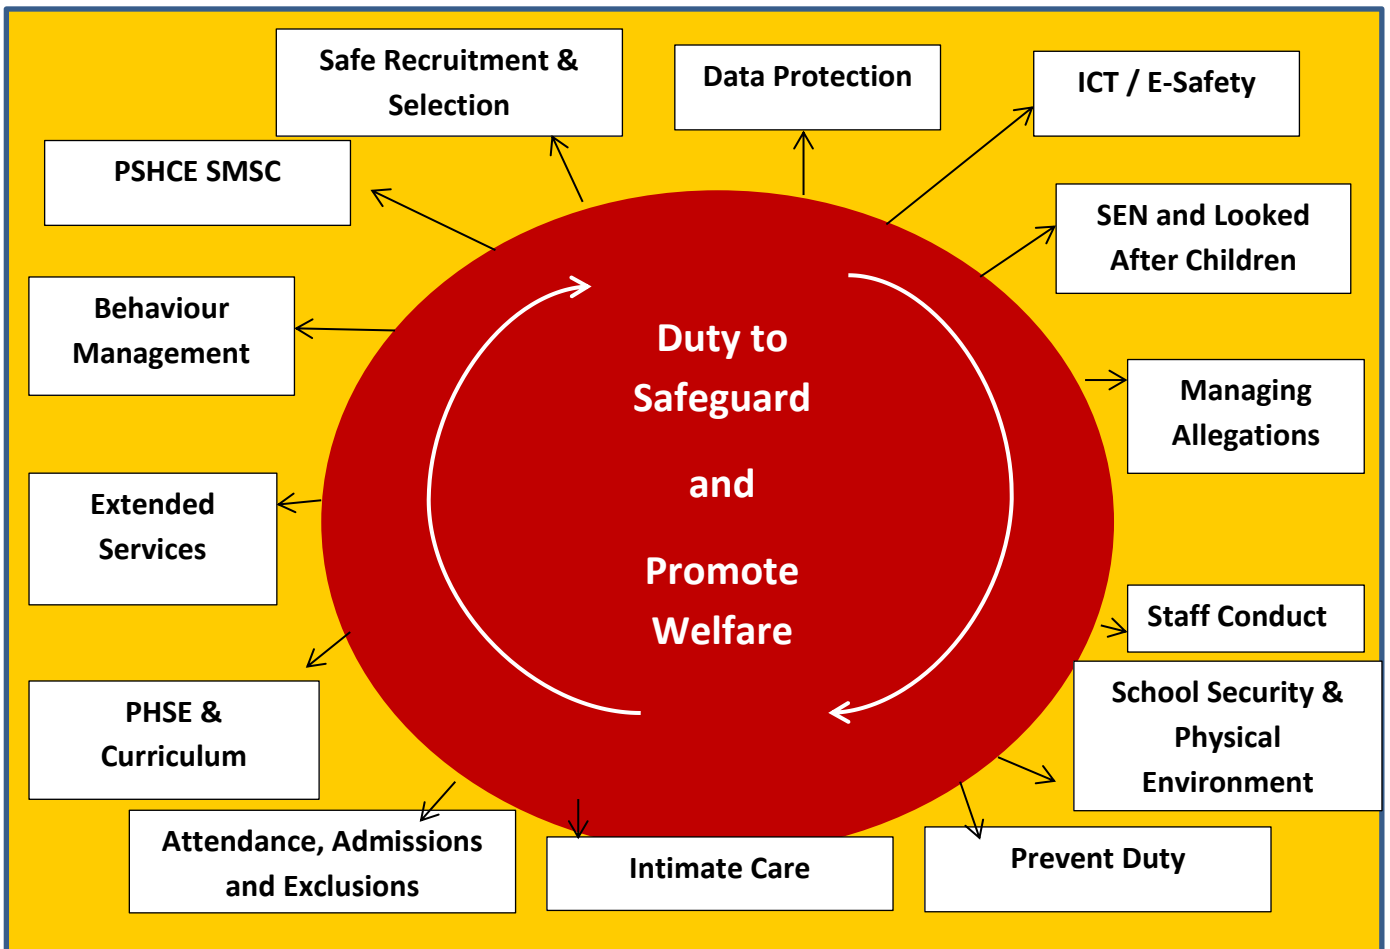 Safe Recruitment &
Selection
Data Protection
ICT / E-Safety
PSHCE SMSC
SEN and Looked
After Children
Behaviour
Management
Duty to
Safeguard
and
Promote
Welfare
Managing
Allegations
Extended
Services
Staff Conduct
PHSE &
Curriculum
School Security &
Physical
Environment
Attendance, Admissions
and Exclusions
Intimate Care
Prevent Duty